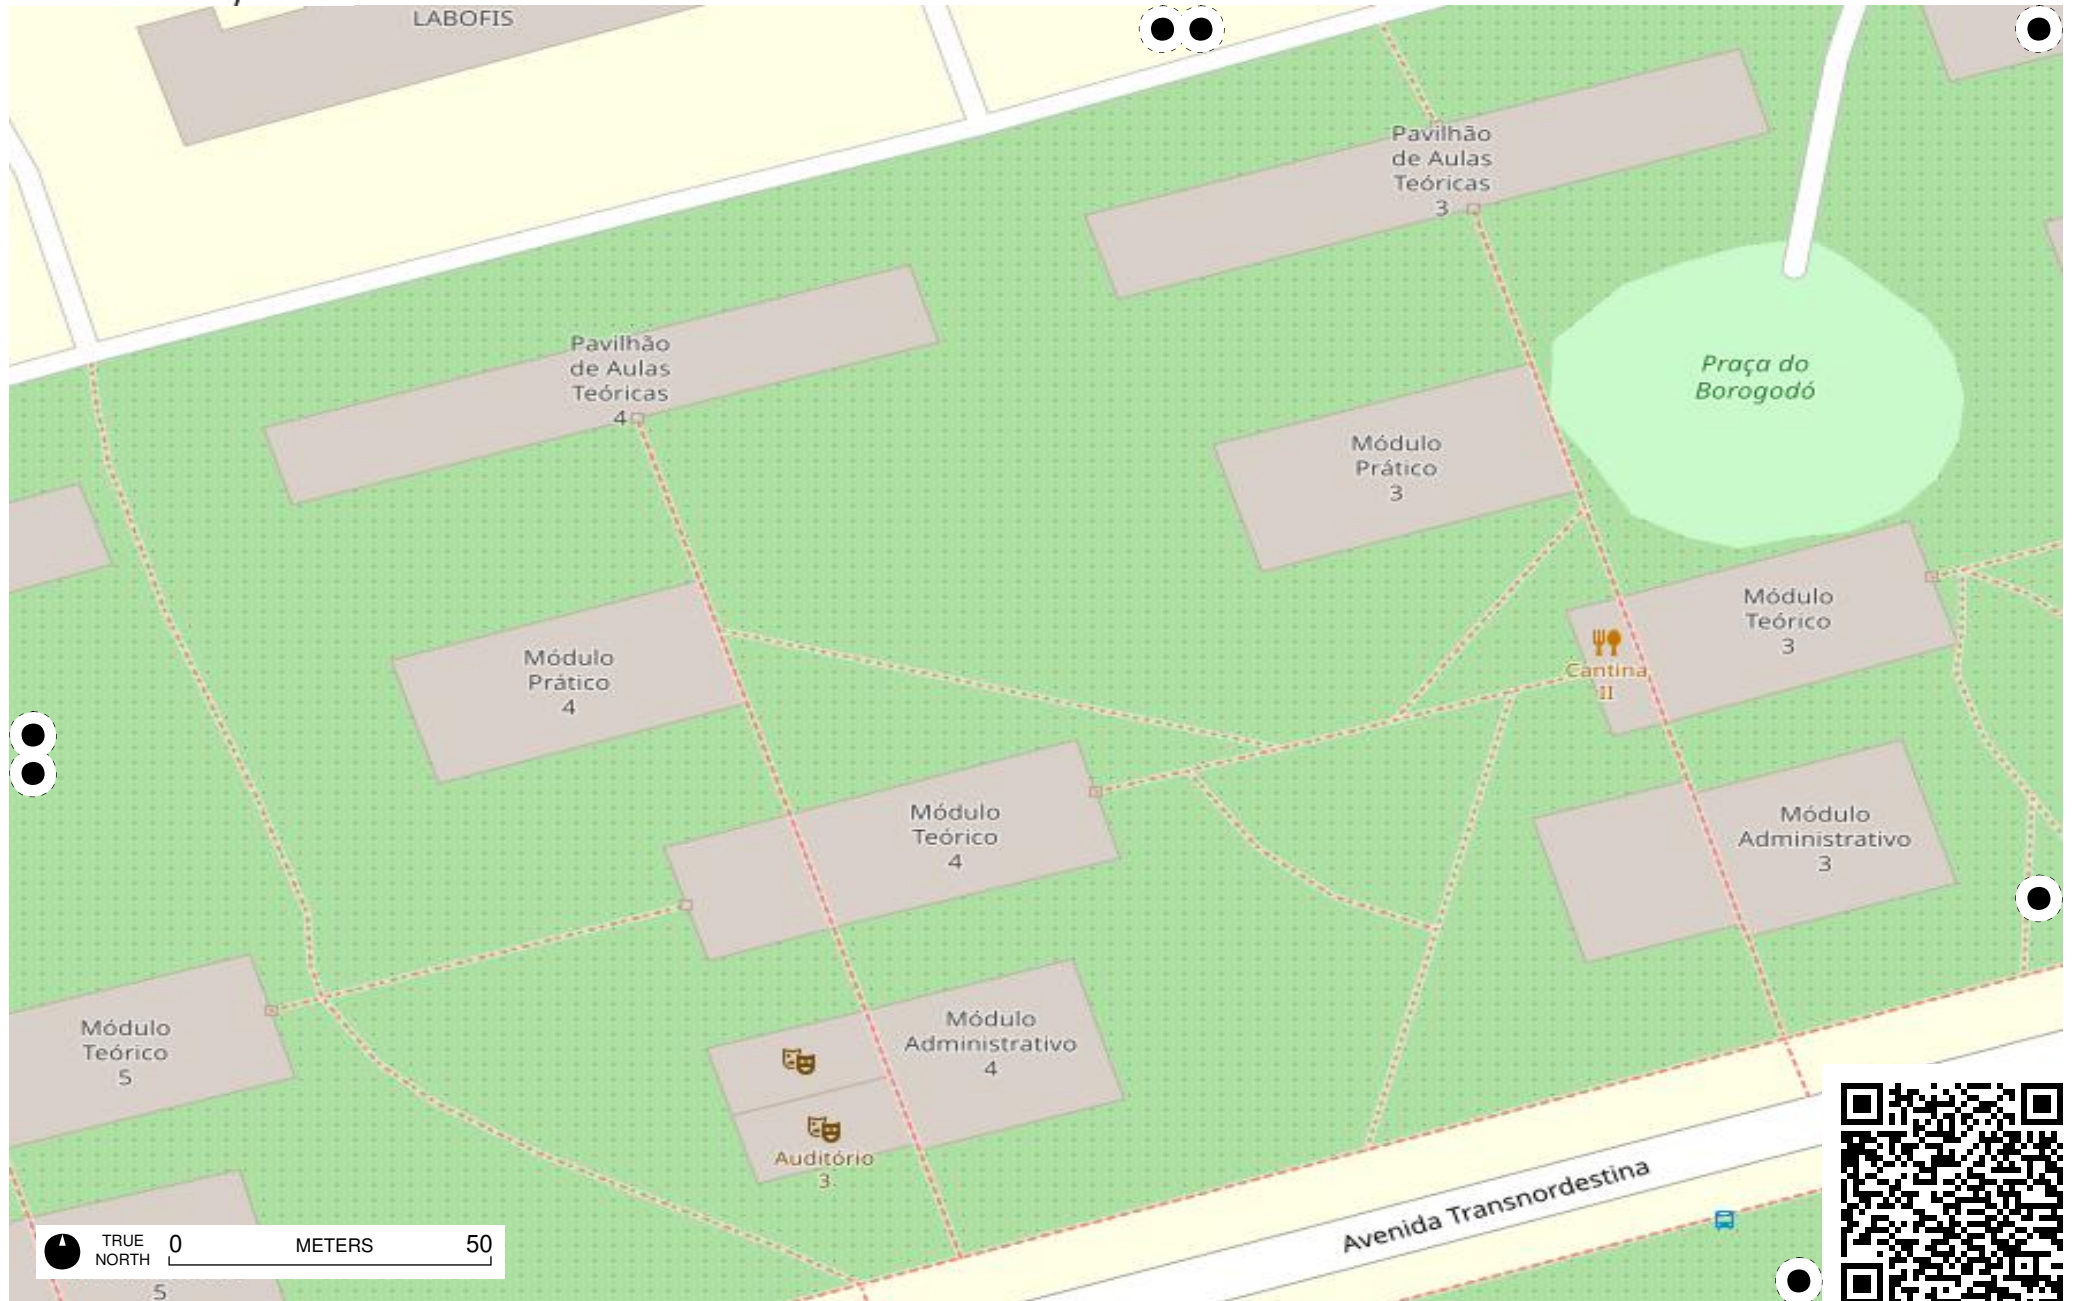 LABOFIS
Pavilhão
de Aulas
Teóricas
3
Pavilhão
de Aulas
Teóricas
4
Praça do
Borogodó
Módulo
Prático
3
Módulo
Teórico
3
Cantina
II
Módulo
Prático
4
Módulo
Teórico
4
Módulo
Administrativo
3
Módulo
Teórico
5
Módulo
Administrativo
4
Auditório
3
Avenida Transnordestina
TRUE
NORTH
0 METERS 50
5